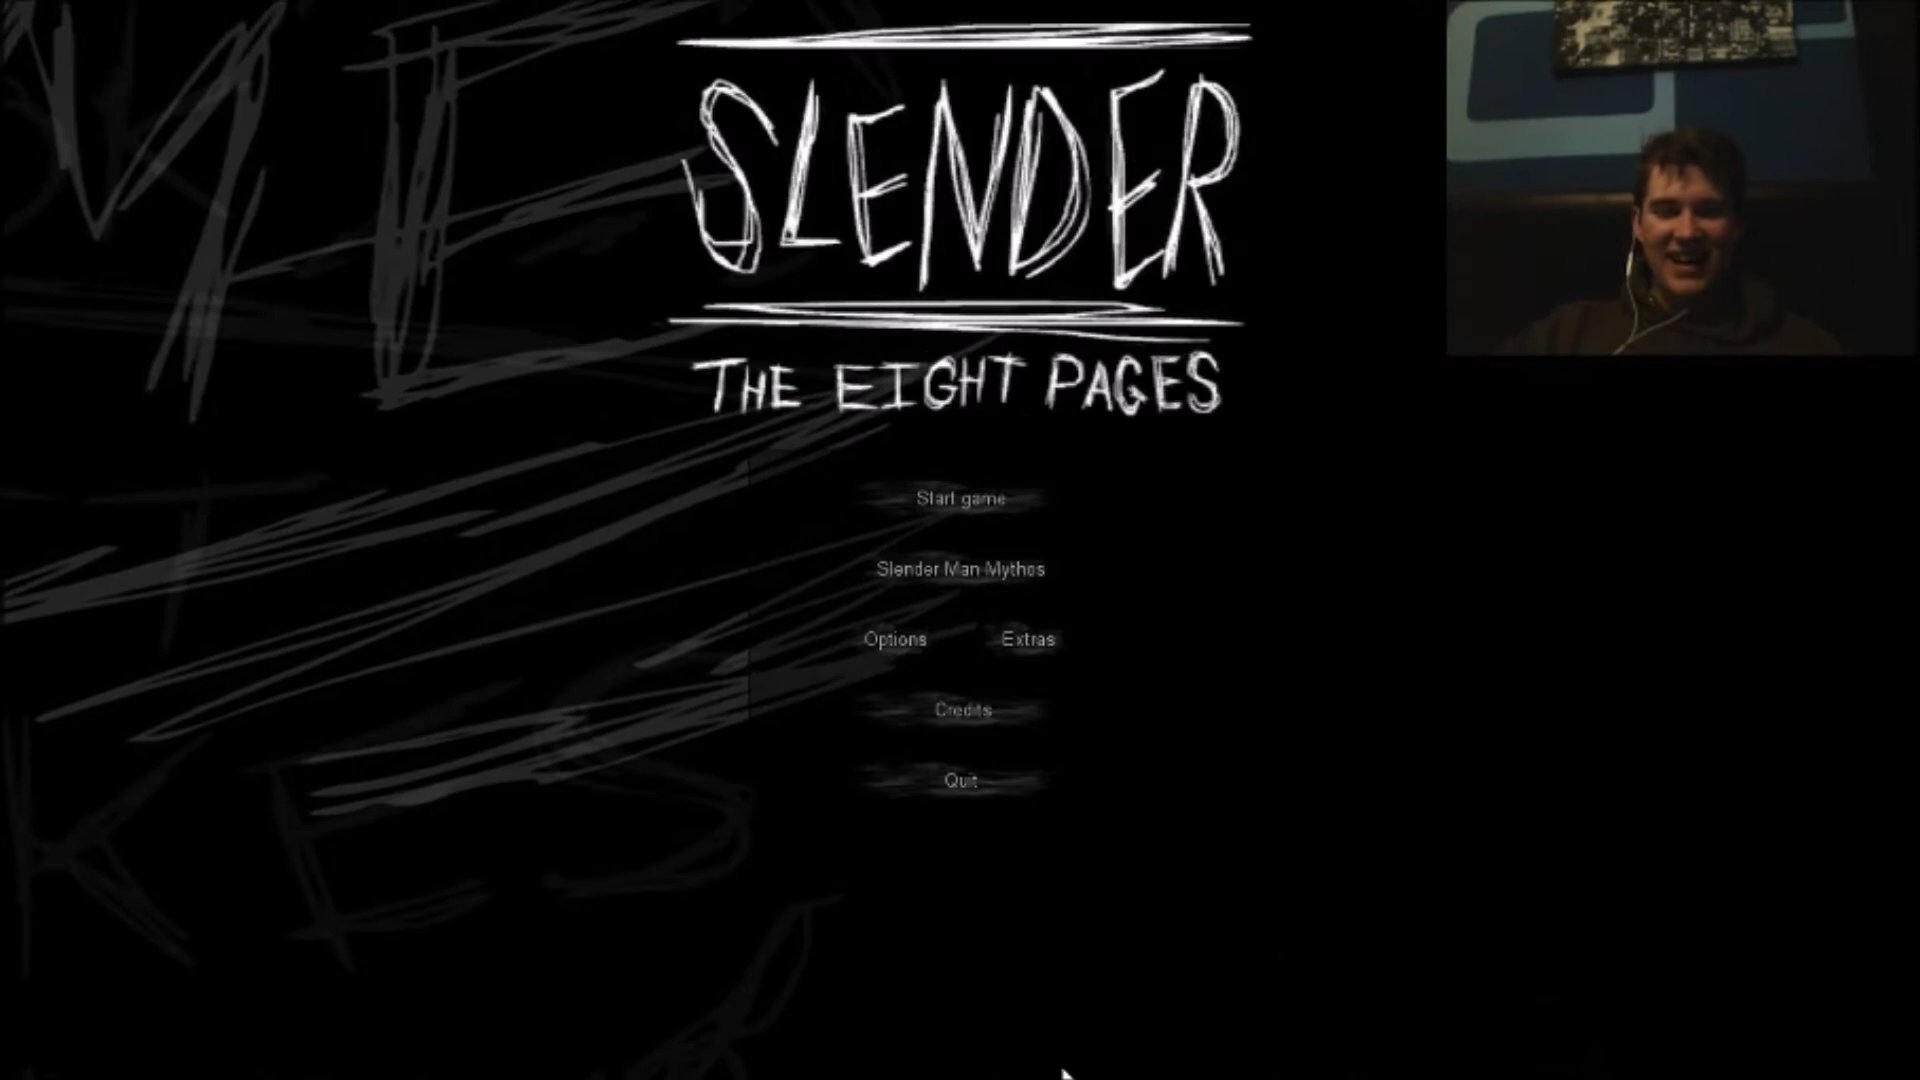 SLENDER
THE EIGHT PAGES
Start game
Slender Man Mythos
Options Extras
Credits
Quit